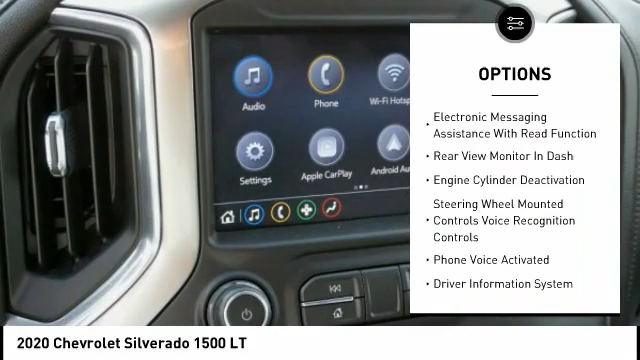 Audio
Phone
Wi-Fi Hotsp
Settings
Apple CarPlay
Android Au
OPTIONS
Electronic Messaging
Assistance With Read Function
Rear View Monitor In Dash
Engine Cylinder Deactivation
Steering Wheel Mounted
Controls Voice Recognition
Controls
Phone Voice Activated
Driver Information System
2020 Chevrolet Silverado 1500 LT